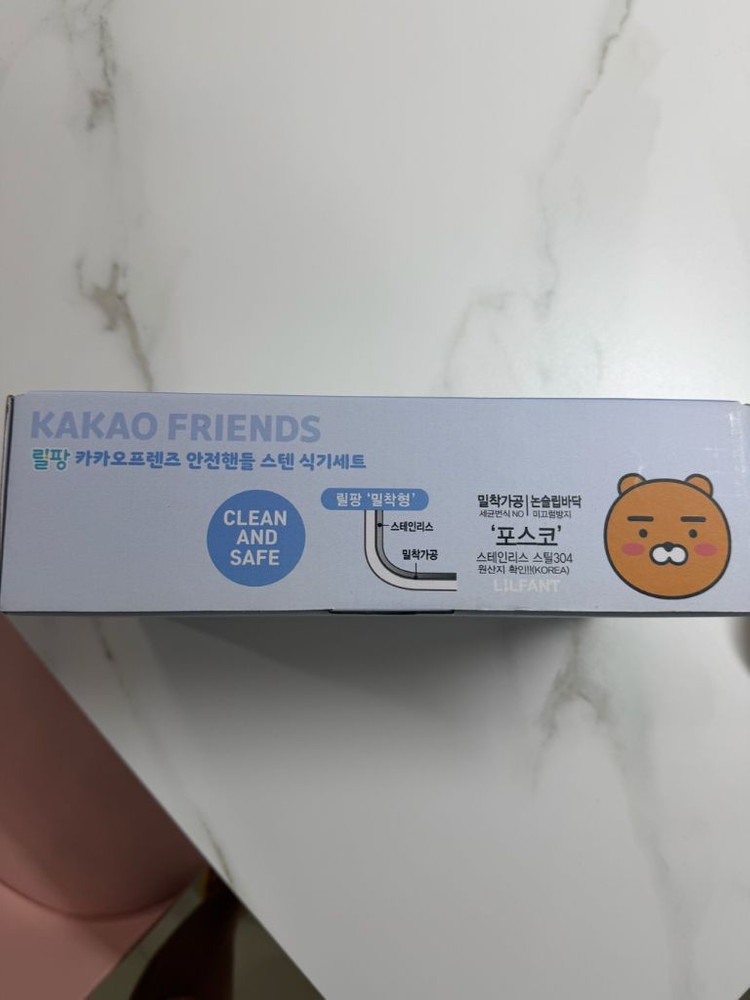 KAKAO FRIENDS
릴팡 카카오프렌즈 안전핸들 스텐 식기세트
CLEAN
AND
SAFE
릴팡 '밀착형'
스테인리스
밀착가공
밀착가공 | 논슬립바닥
세균번식 NO | 미끄럼방지
'포스코'
스테인리스 스틸304
원산지 확인!!!(KOREA)
LILFANT